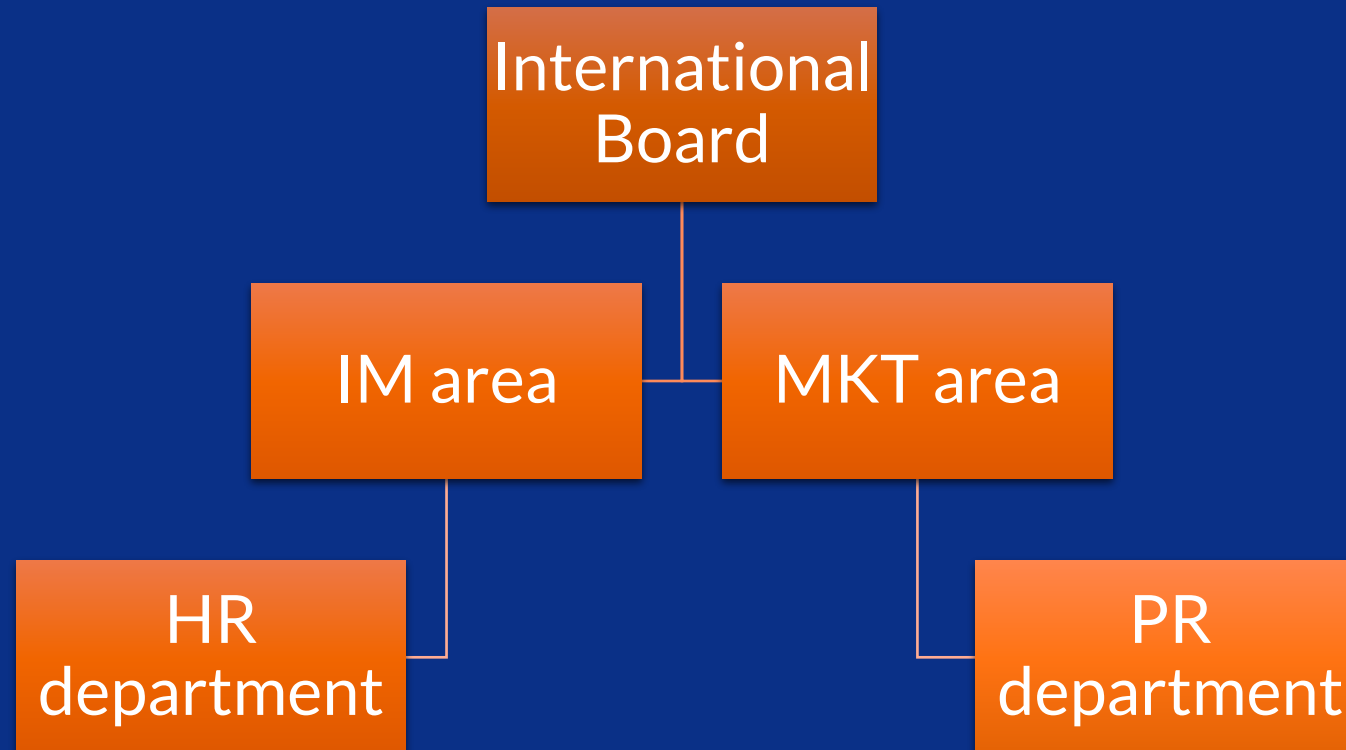 International
Board
IM area
MKT area
HR
department
PR
department